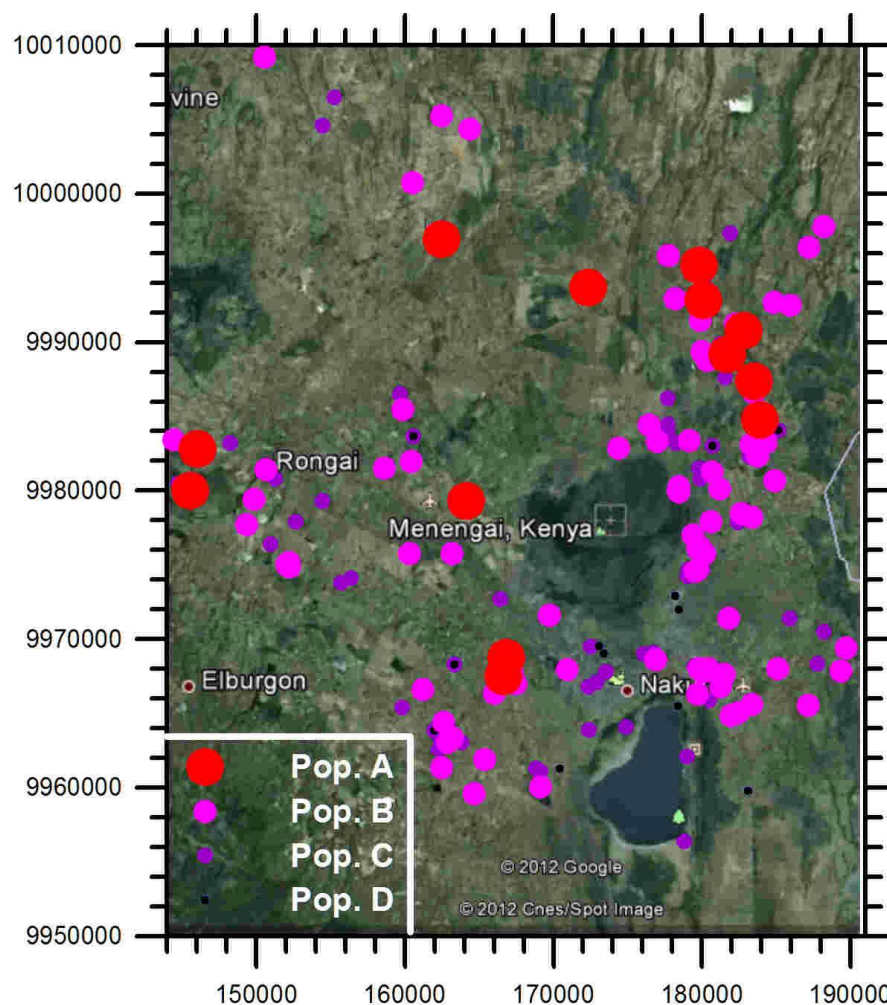 10010000
vine
10000000
9990000
9980000
Rongai
Menengai, Kenya
9970000
Elburgon
9960000
Pop. A
Pop. B
Pop. C
Pop. D
© 2012 Google
© 2012 Cnes/Spot Image
9950000
150000 160000 170000 180000 190000